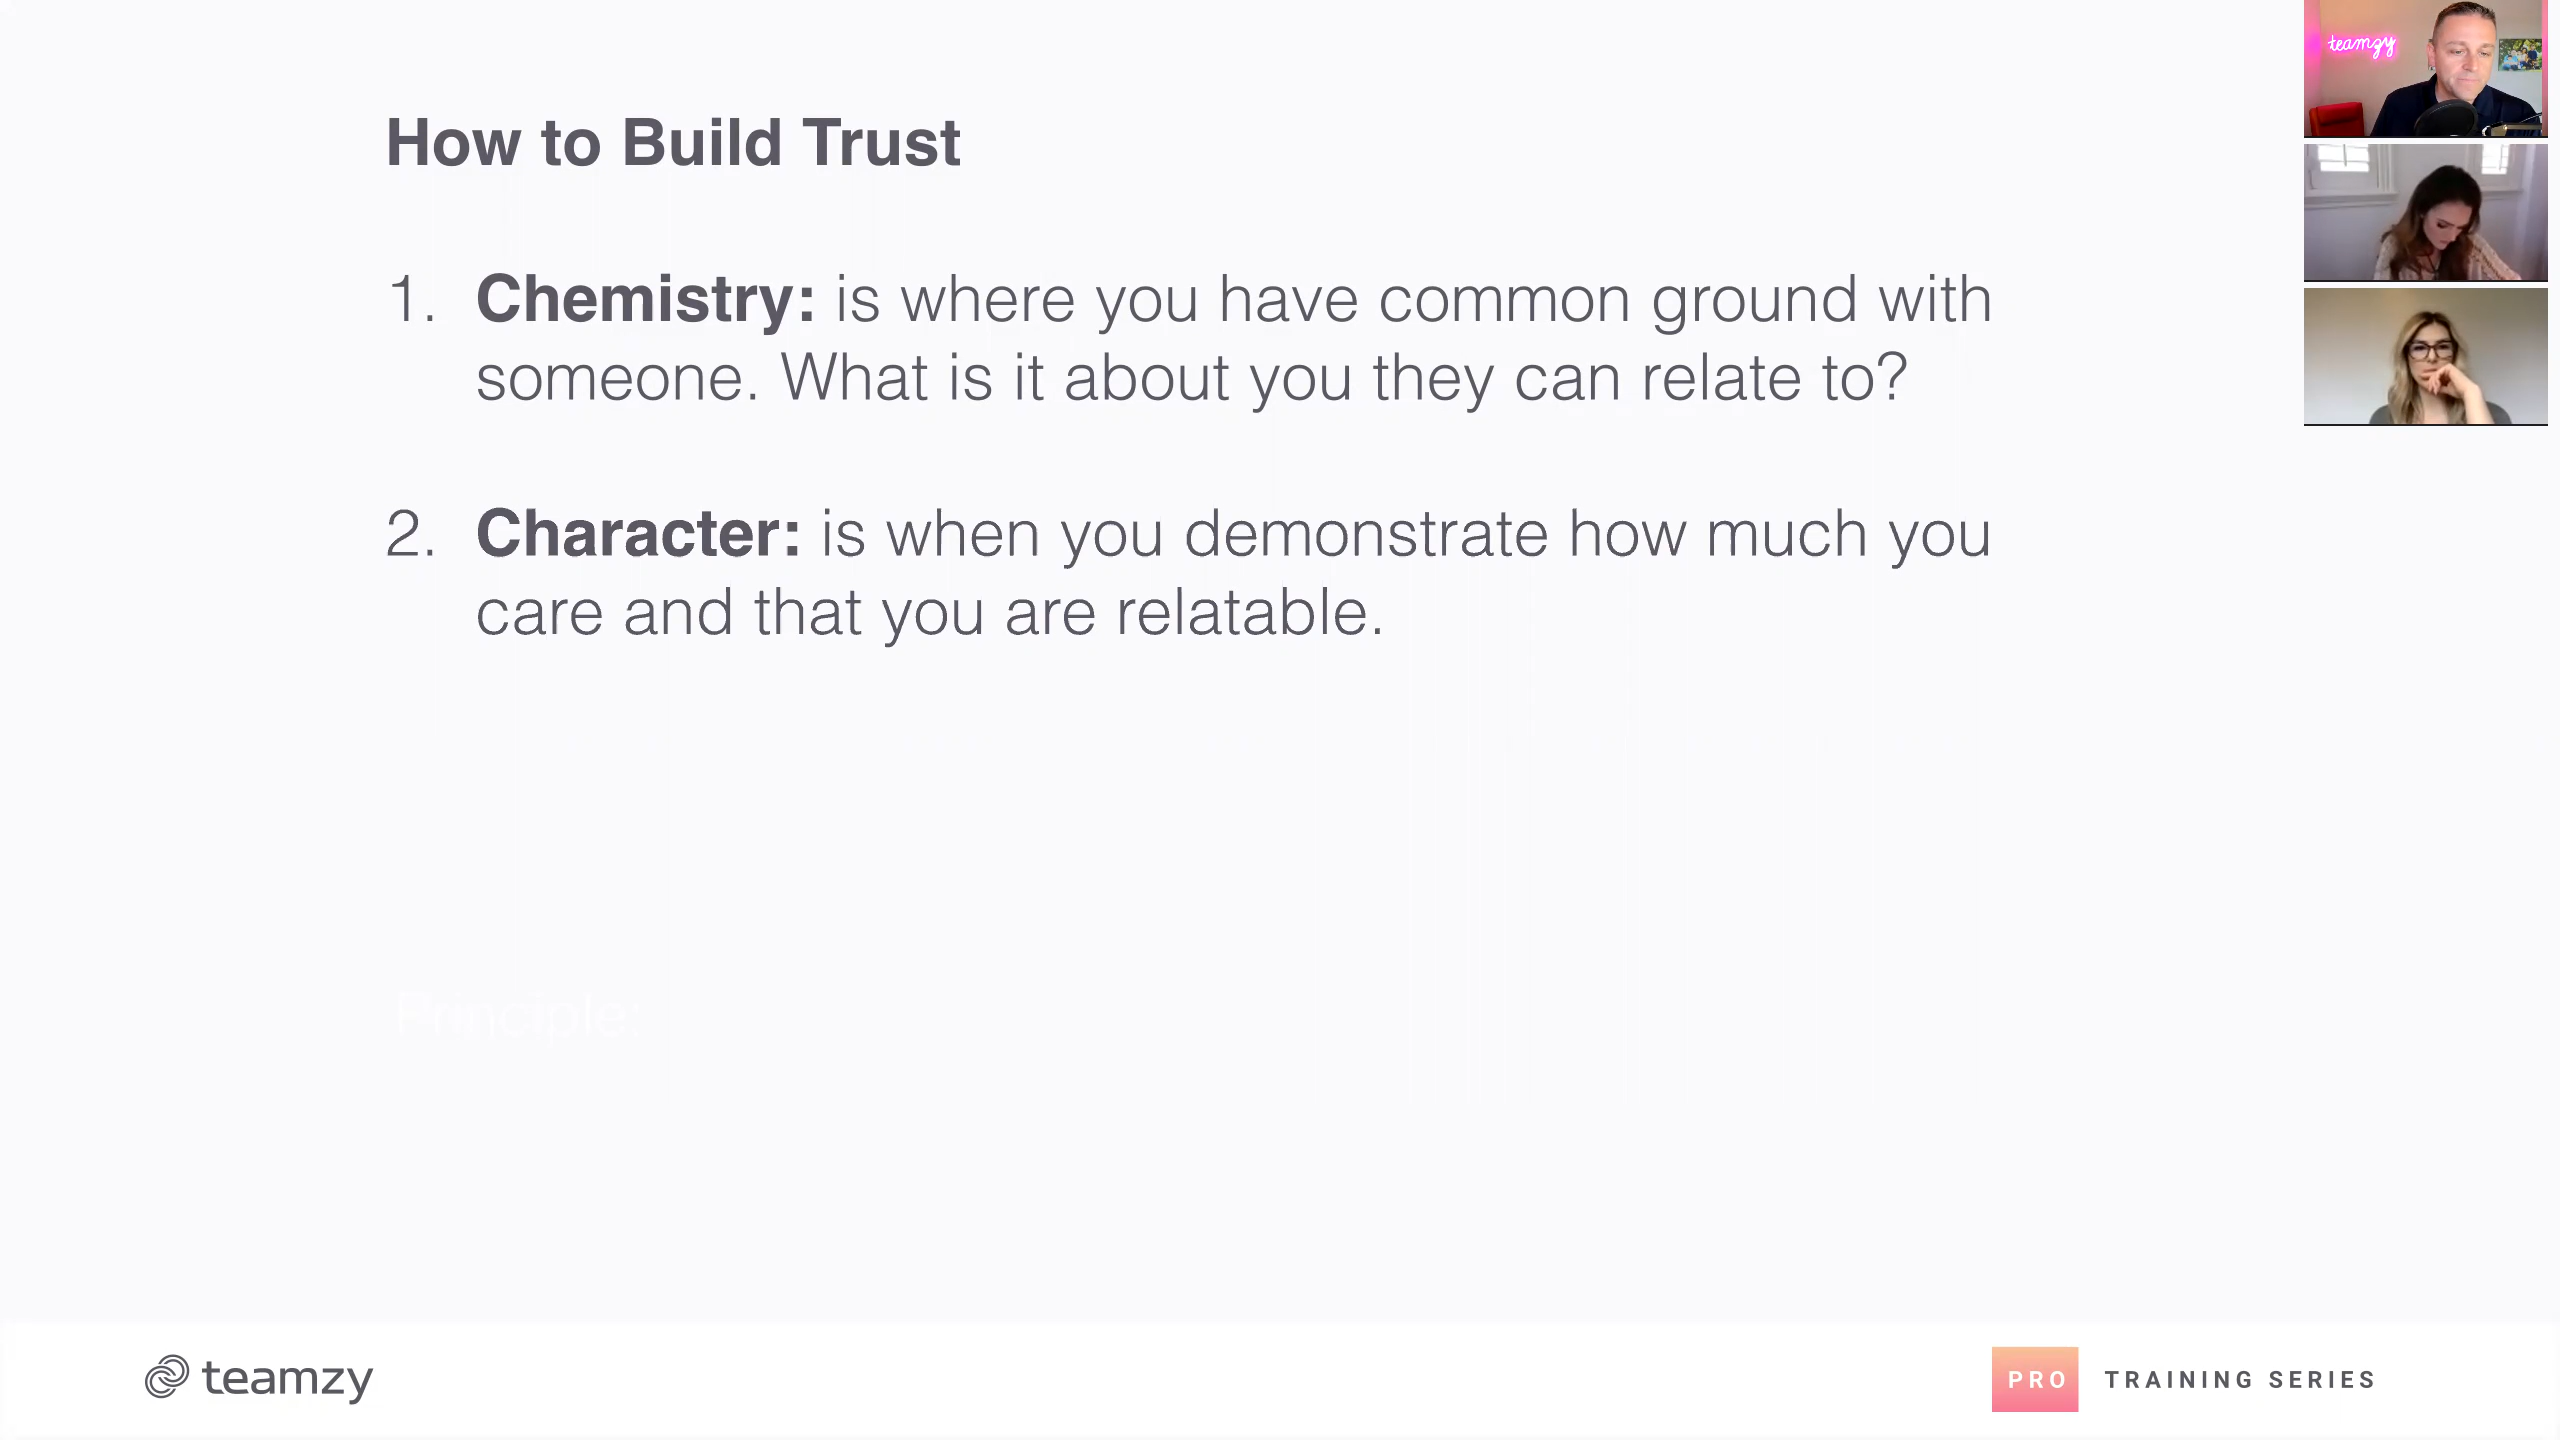 How to Build Trust
1. Chemistry: is where you have common ground with
someone. What is it about you they can relate to?
2. Character: is when you demonstrate how much you
care and that you are relatable.
Principle:
teamzy
PRO TRAINING SERIES
teamzy